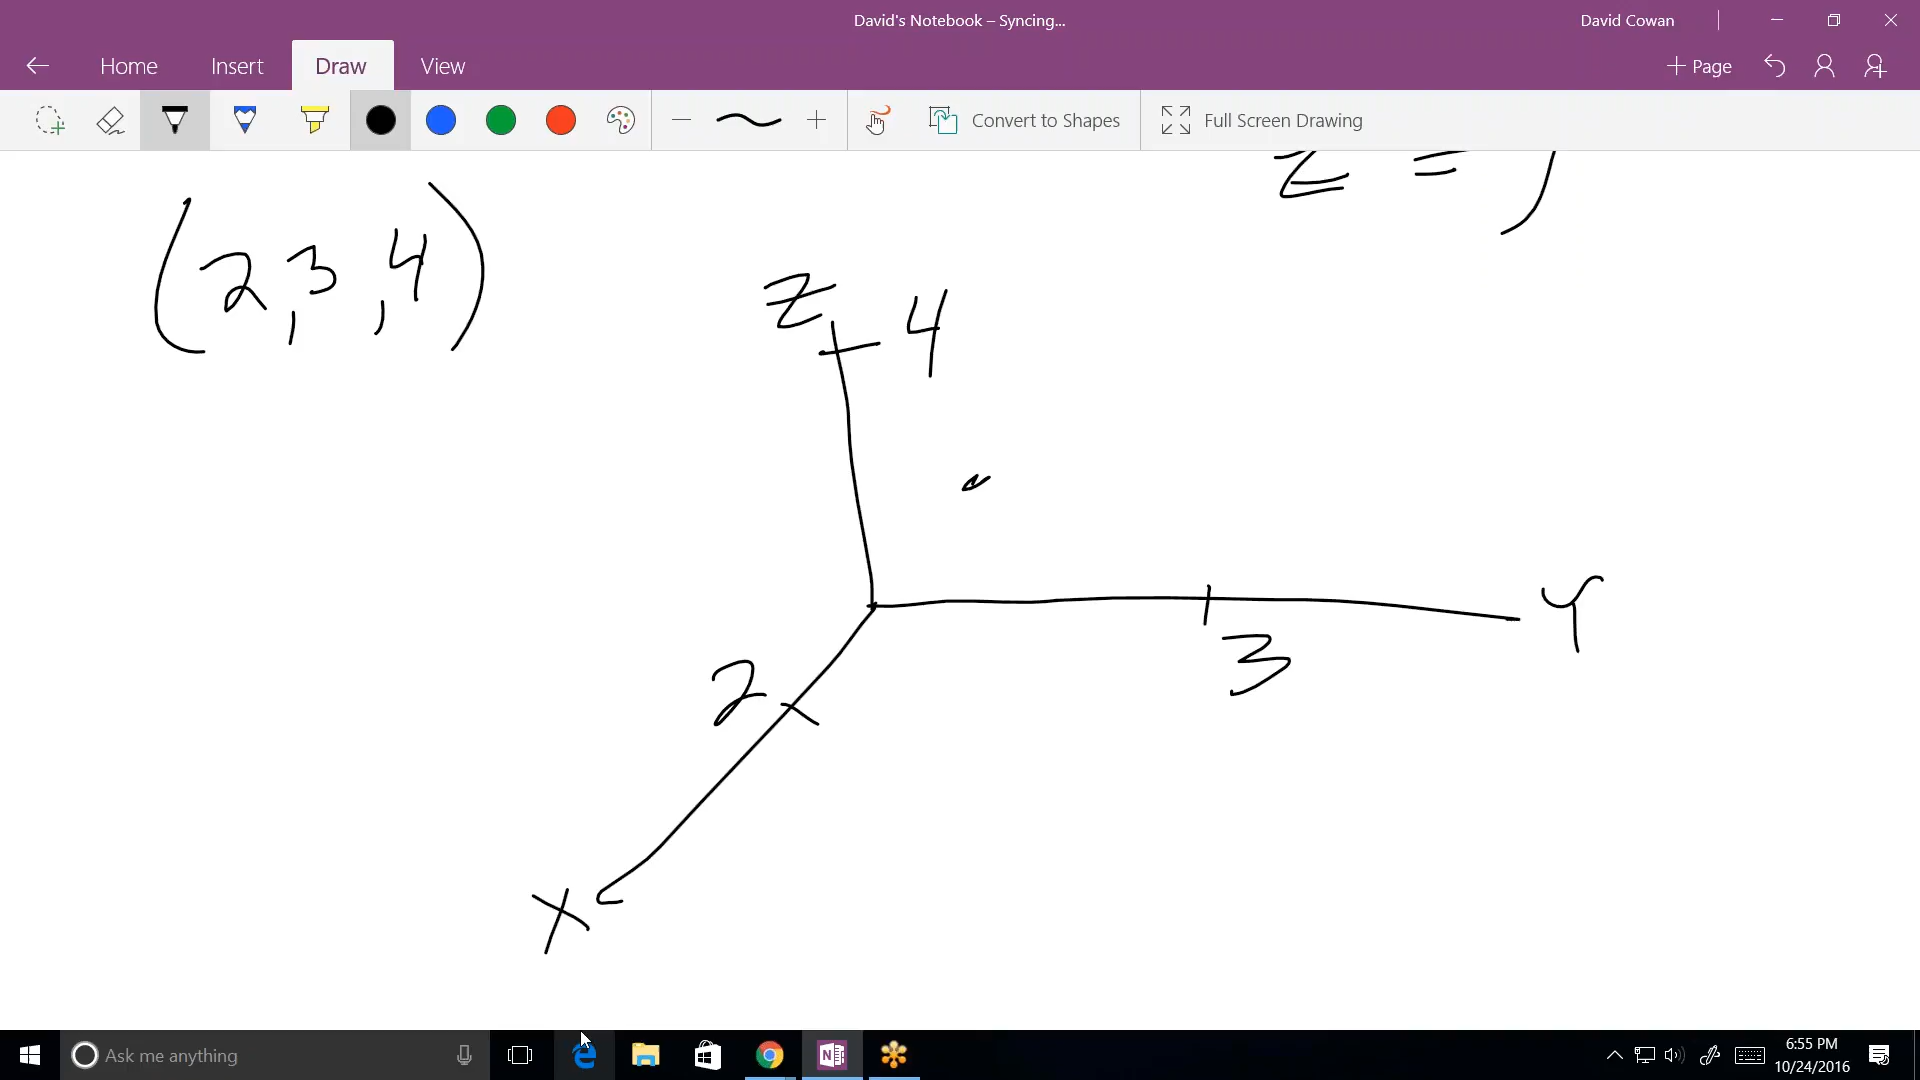 David's Notebook – Syncing...
David Cowan
Home Insert Draw View
Page
Convert to Shapes
Full Screen Drawing
z =
(2,3,4)
z 4
Y
3
2
X
Ask me anything
6:55 PM
10/24/2016